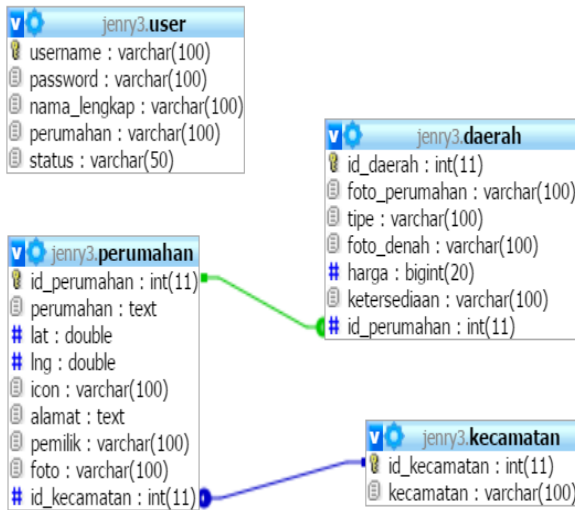 jenry3.user
username : varchar(100)
password : varchar(100)
nama_lengkap : varchar(100)
perumahan : varchar(100)
status : varchar(50)
jenry3.daerah
id_daerah : int(11)
foto_perumahan : varchar(100)
tipe : varchar(100)
foto_denah : varchar(100)
# harga : bigint(20)
ketersediaan : varchar(100)
# id_perumahan : int(11)
jenry3.perumahan
id_perumahan : int(11)
perumahan : text
# lat : double
# lng : double
icon : varchar(100)
alamat : text
pemilik : varchar(100)
foto : varchar(100)
# id_kecamatan : int(11)
jenry3.kecamatan
id_kecamatan : int(11)
kecamatan : varchar(100)